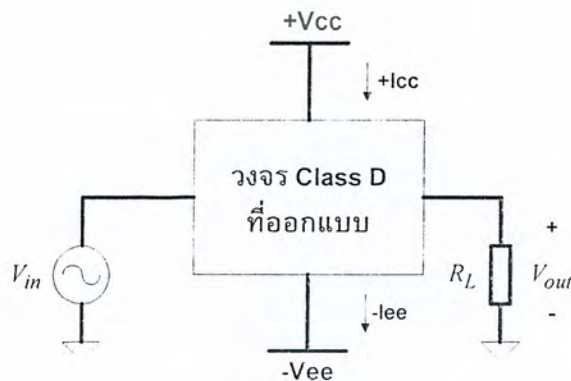 +Vcc
+Icc
วงจร Class D
ที่ออกแบบ
Vin
RL
+
Vout
-
-Iee
-Vee